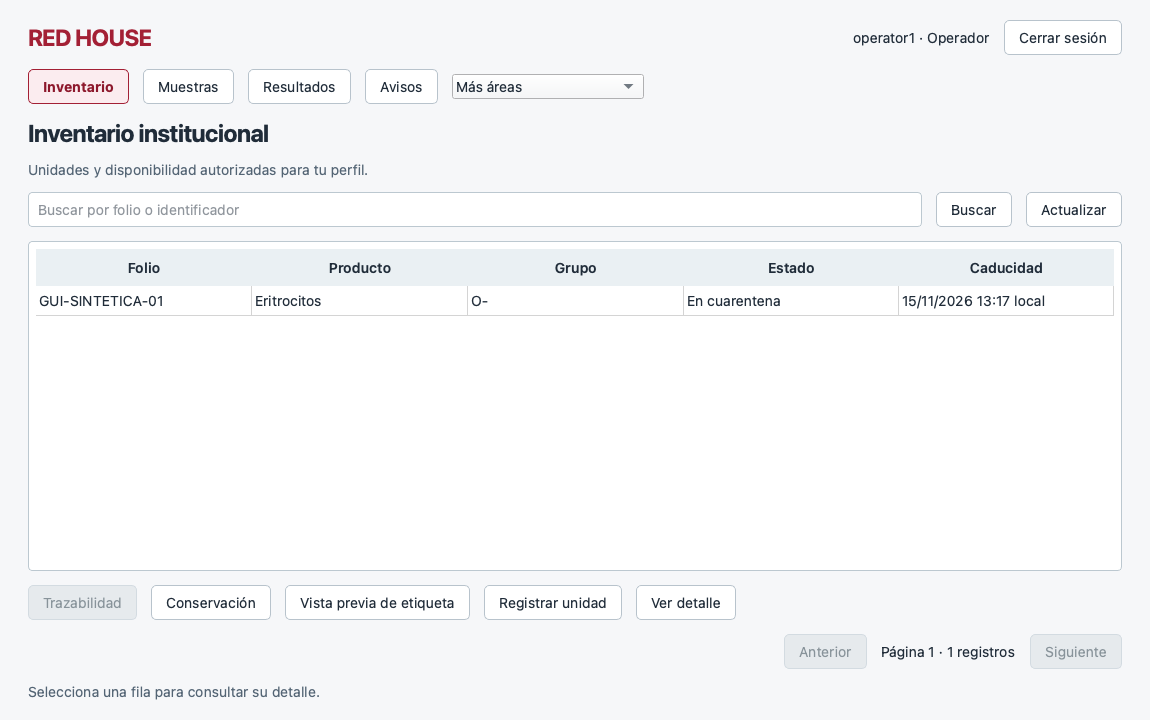 RED HOUSE
operator1 · Operador
Cerrar sesión
Inventario
Muestras
Resultados
Avisos
Más áreas
Inventario institucional
Unidades y disponibilidad autorizadas para tu perfil.
Buscar por folio o identificador
Buscar
Actualizar
Folio Producto Grupo Estado Caducidad
GUI-SINTETICA-01 Eritrocitos O- En cuarentena 15/11/2026 13:17 local
Trazabilidad
Conservación
Vista previa de etiqueta
Registrar unidad
Ver detalle
Anterior
Página 1 · 1 registros
Siguiente
Selecciona una fila para consultar su detalle.